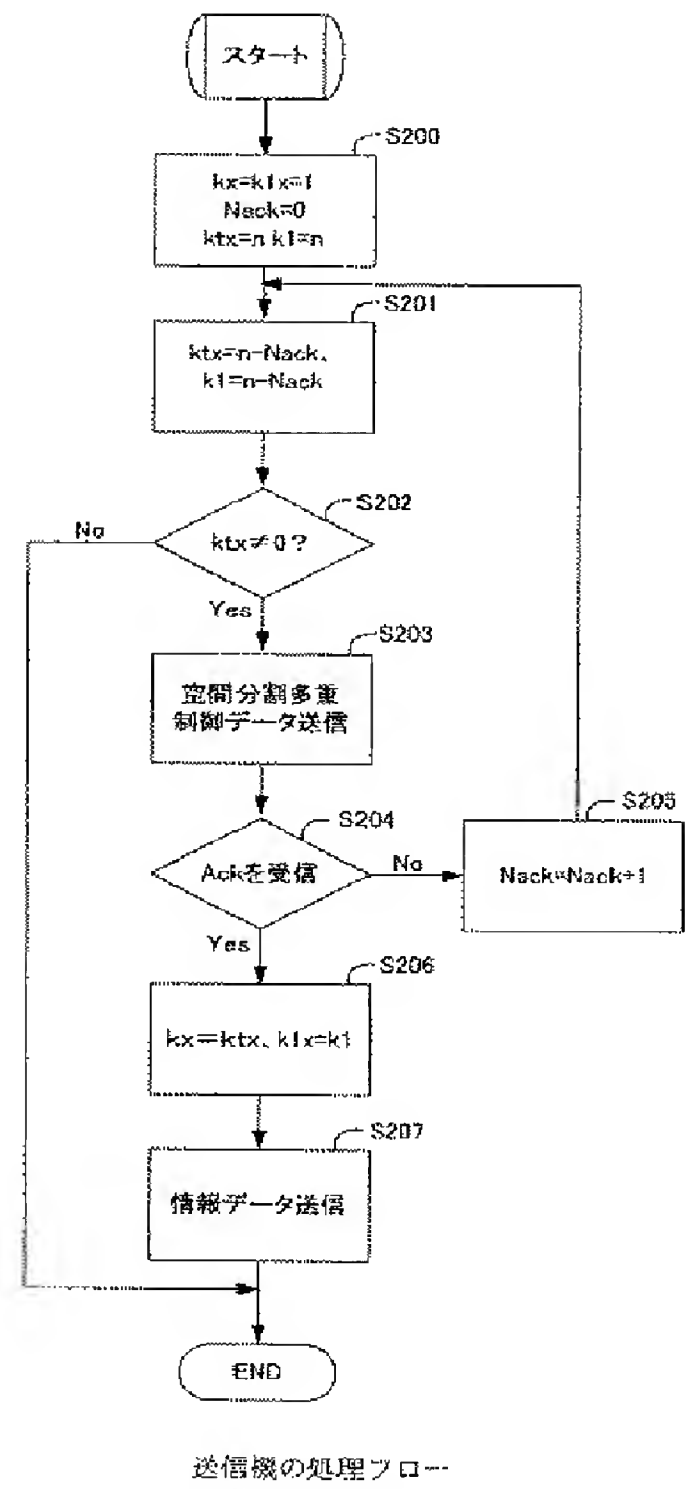 スタート
S200
kx=k1x=1
Nack=0
ktx=n k1=n
S201
ktx=n-Nack、
k1=n-Nack
S202
ktx≠0?
No
Yes
S203
空間分割多重
制御データ送信
S204
Ackを受信
No
S205
Nack=Nack+1
Yes
S206
kx=ktx、k1x=k1
S207
情報データ送信
END
送信機の処理フロー